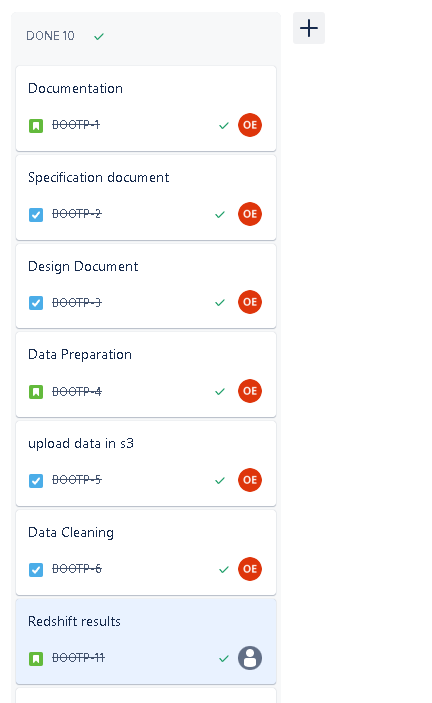 DONE 10
Documentation
BOOTP-1
OE
Specification document
BOOTP-2
OE
Design Document
BOOTP-3
OE
Data Preparation
BOOTP-4
OE
upload data in s3
BOOTP-5
OE
Data Cleaning
BOOTP-6
OE
Redshift results
BOOTP-11